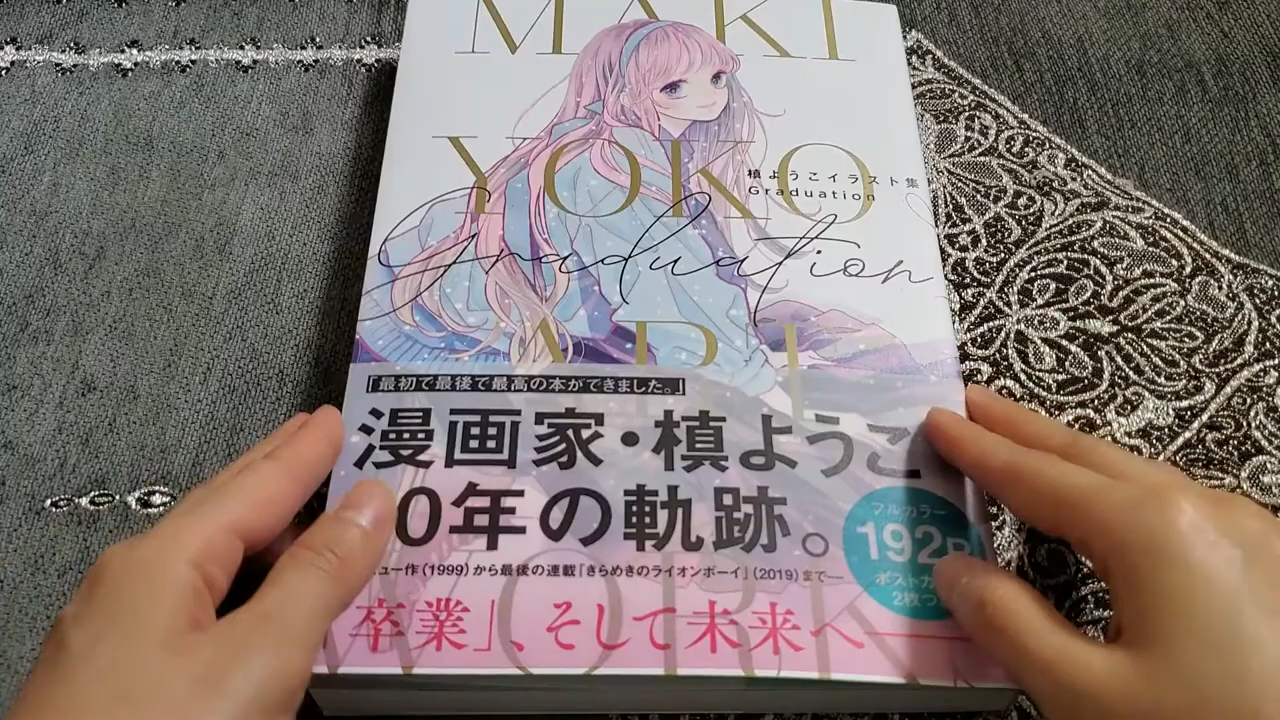 MAKI
YOKO
槙ようこイラスト集
Graduation
Graduation
ART
「最初で最後で最高の本ができました。」
漫画家・槙ようこ
0年の軌跡。
ュー作(1999)から最後の連載『きらめきのライオンボーイ』(2019)まで―
フルカラー
192P
ポストカ
2枚つ
卒業」、そして未来へ――
WORK